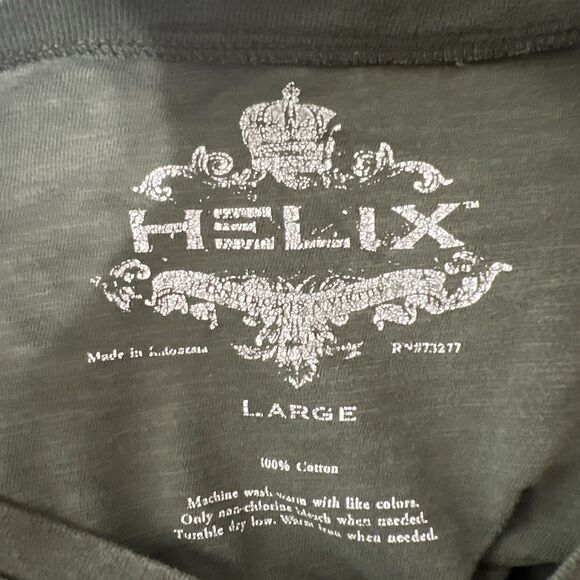 HELIX™
Made in Indonesia
RN#73277
LARGE
100% Cotton
Machine wash warm with like colors.
Only non-chlorine bleach when needed.
Tumble dry low. Warm iron when needed.